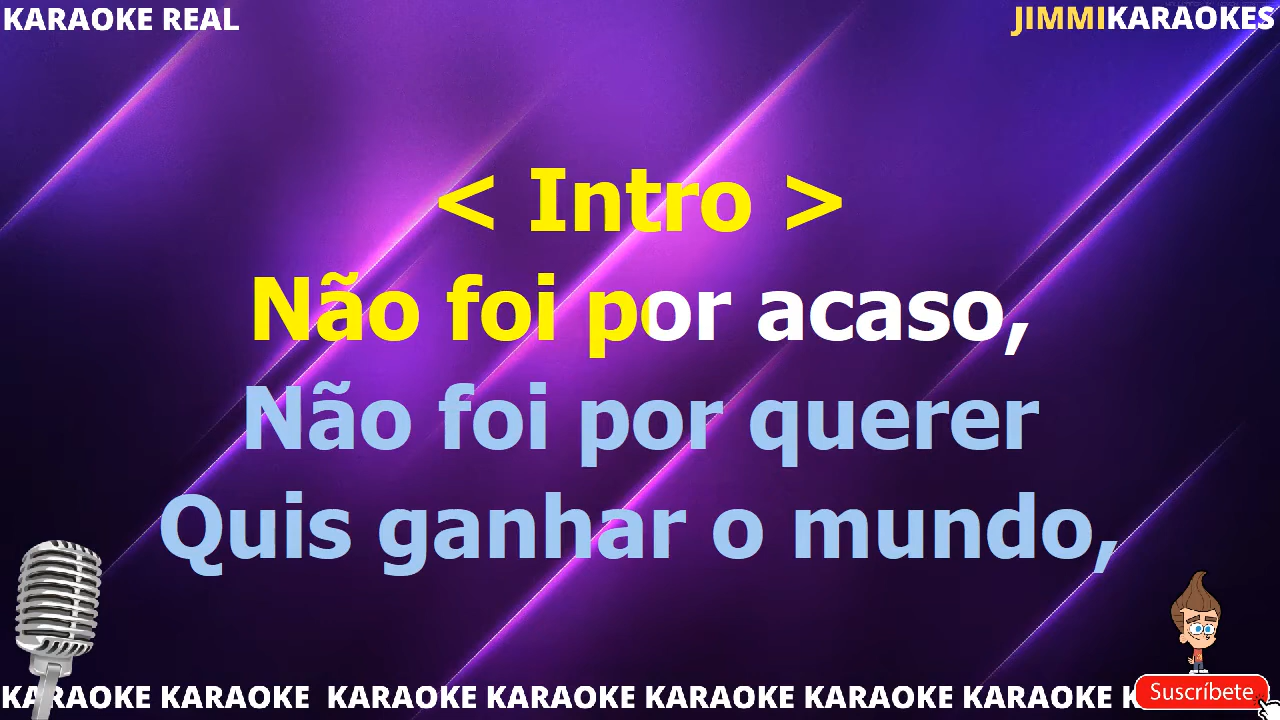 KARAOKE REAL
JIMMIKARAOKES
< Intro >
Não foi por acaso,
Não foi por querer
Quis ganhar o mundo,
KARAOKE KARAOKE KARAOKE KARAOKE KARAOKE KARAOKE KARAOKE
Suscríbete